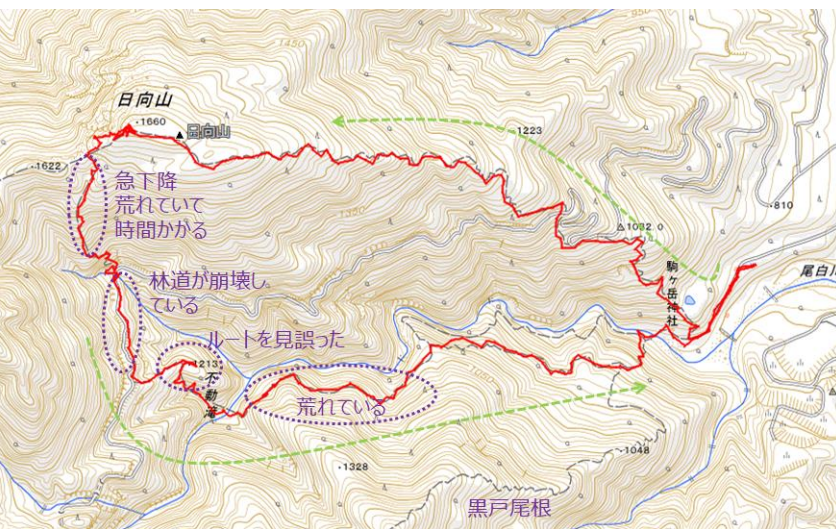 1450
日向山
・1660
日向山
1223
・1622
急下降
荒れていて
時間かかる
1350
・810
1032.0
駒ヶ岳神社
尾白川
林道が崩壊し
ている
ルートを見誤った
1213
不動滝
荒れている
・1048
・1328
黒戸尾根